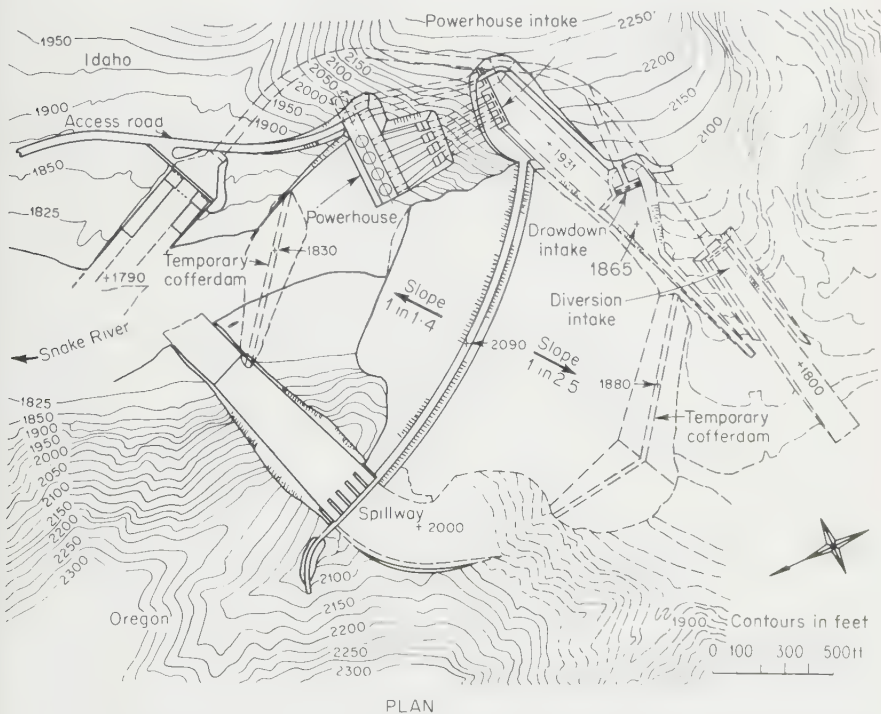 Powerhouse intake
1950
Idaho
2250
2200
2150
2100
2150
2100
2050
2000
1950
1900
1900
Access road
1850
1825
1931
Powerhouse
Drawdown
intake
1865
Diversion
intake
Temporary
cofferdam
1830
+1790
Slope
1 in 1·4
Snake River
2090
Slope
1 in 2·5
1880
+1800
Temporary
cofferdam
1825
1850
1900
1950
2000
2050
2100
2150
2200
2250
2300
Spillway
+2000
2100
2150
2200
2250
2300
Oregon
1900
Contours in feet
0 100 300 500ft
PLAN